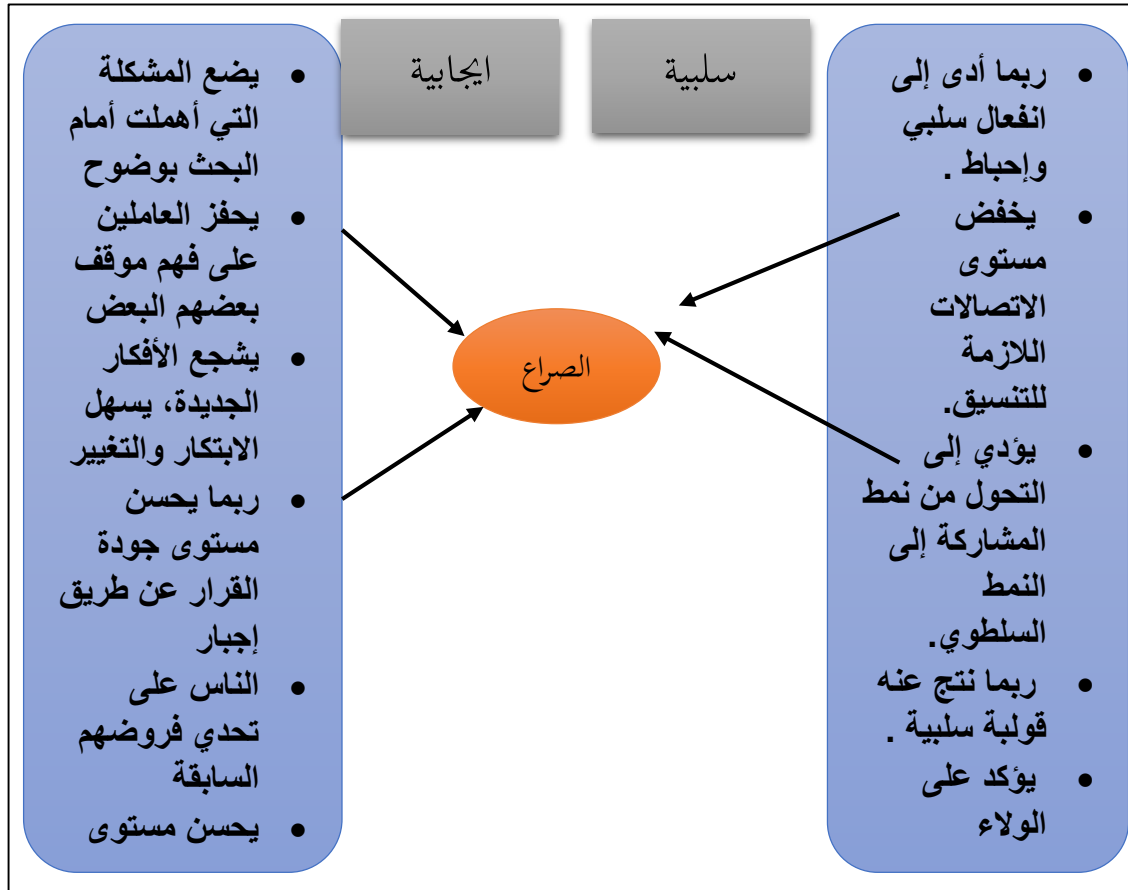 سلبية
ايجابية
ربما أدى إلى
انفعال سلبي
وإحباط .
يخفض
مستوى
الاتصالات
اللازمة
للتنسيق.
يؤدي إلى
التحول من نمط
المشاركة إلى
النمط
السلطوي.
ربما نتج عنه
قولبة سلبية .
يؤكد على
الولاء
الصراع
يضع المشكلة
التي أهملت أمام
البحث بوضوح
يحفز العاملين
على فهم موقف
بعضهم البعض
يشجع الأفكار
الجديدة، يسهل
الابتكار والتغيير
ربما يحسن
مستوى جودة
القرار عن طريق
إجبار
الناس على
تحدي فروضهم
السابقة
يحسن مستوى